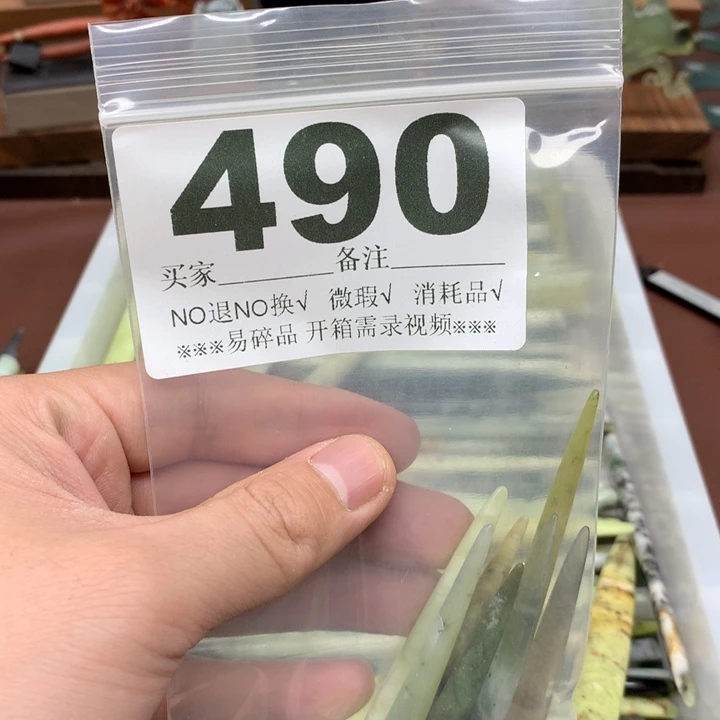 490
买家________备注________
NO退NO换√ 微瑕√ 消耗品√
※※※易碎品 开箱需录视频※※※